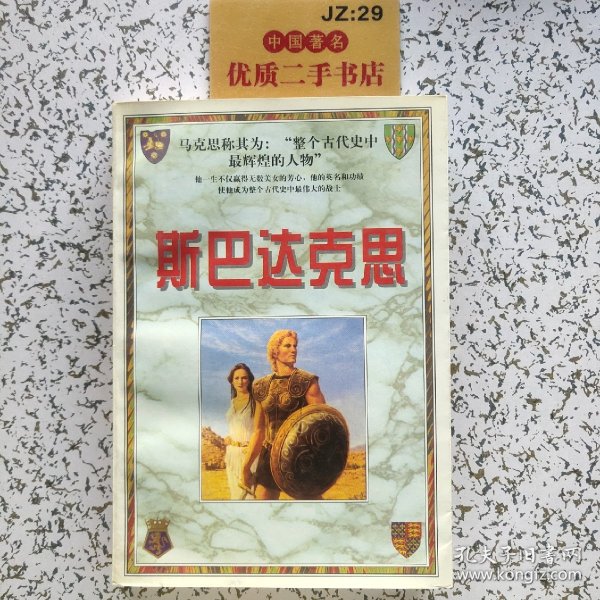 JZ:29
中国著名
优质二手书店
马克思称其为：“整个古代史中
最辉煌的人物”
他一生不仅赢得无数美女的芳心，他的英名和功绩
使他成为整个古代史中最伟大的战士
斯巴达克思
孔夫子旧书网
www.kongfz.com